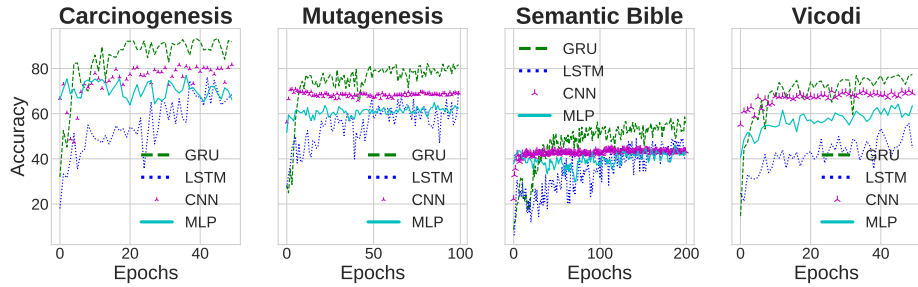 Carcinogenesis
Mutagenesis
Semantic Bible
Vicodi
Accuracy
80
60
40
20
GRU
LSTM
CNN
MLP
GRU
LSTM
CNN
MLP
GRU
LSTM
CNN
MLP
GRU
LSTM
CNN
MLP
0 20 40
0 50 100
0 100 200
0 20 40
Epochs
Epochs
Epochs
Epochs